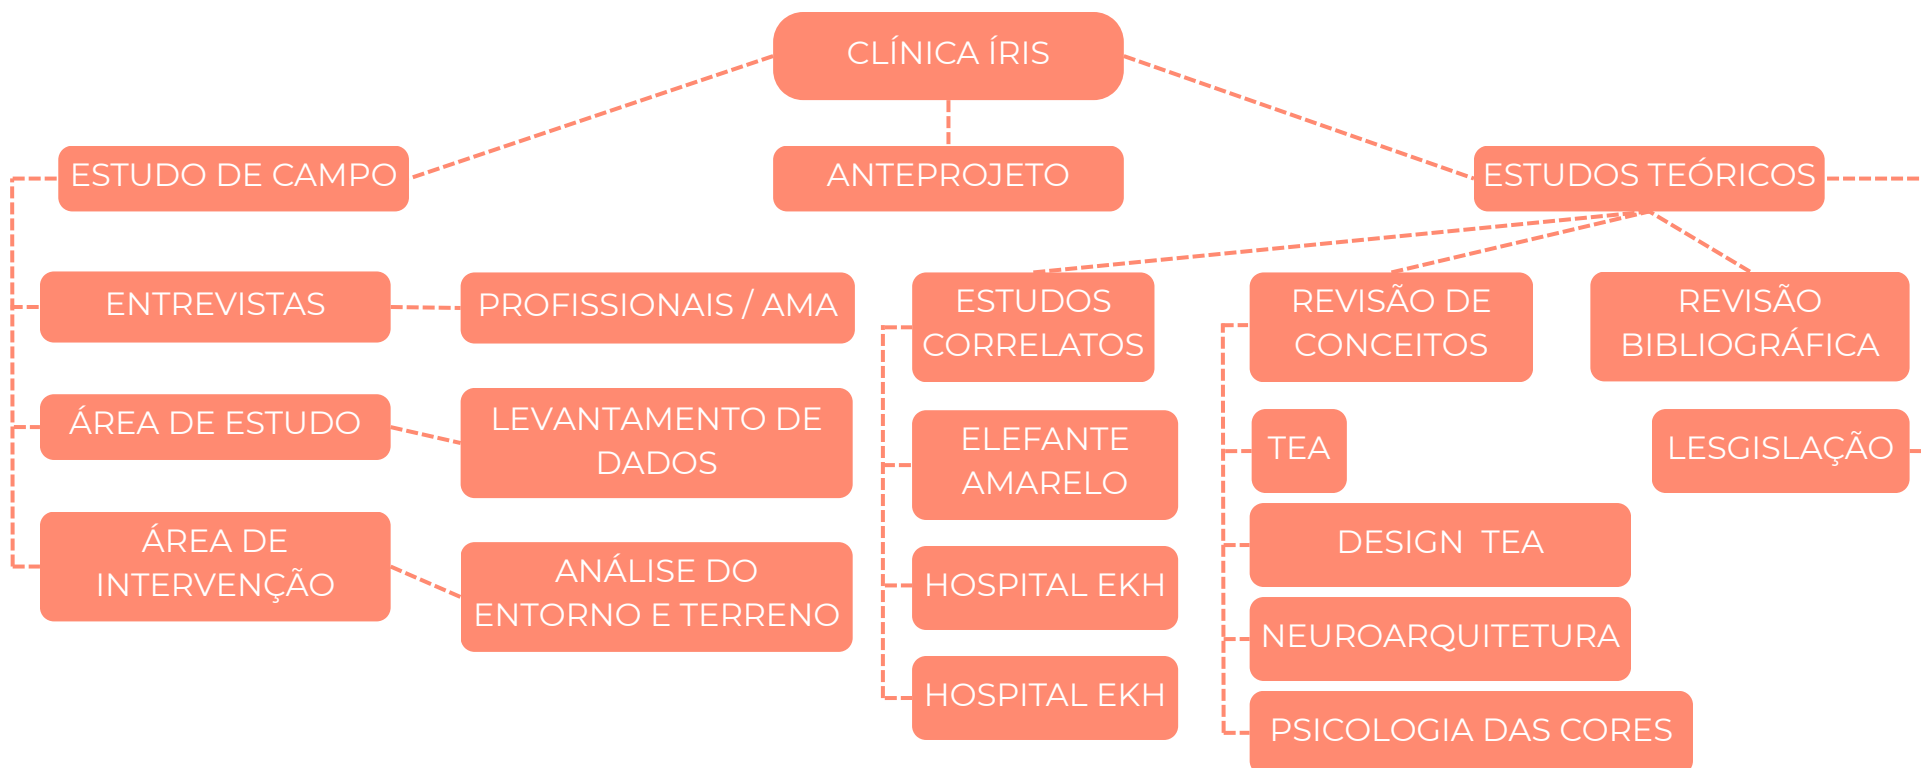 CLÍNICA ÍRIS
ESTUDO DE CAMPO
ANTEPROJETO
ESTUDOS TEÓRICOS
ENTREVISTAS
PROFISSIONAIS / AMA
ÁREA DE ESTUDO
LEVANTAMENTO DE
DADOS
ÁREA DE
INTERVENÇÃO
ANÁLISE DO
ENTORNO E TERRENO
ESTUDOS
CORRELATOS
ELEFANTE
AMARELO
HOSPITAL EKH
HOSPITAL EKH
REVISÃO DE
CONCEITOS
TEA
DESIGN  TEA
NEUROARQUITETURA
PSICOLOGIA DAS CORES
REVISÃO
BIBLIOGRÁFICA
LESGISLAÇÃO